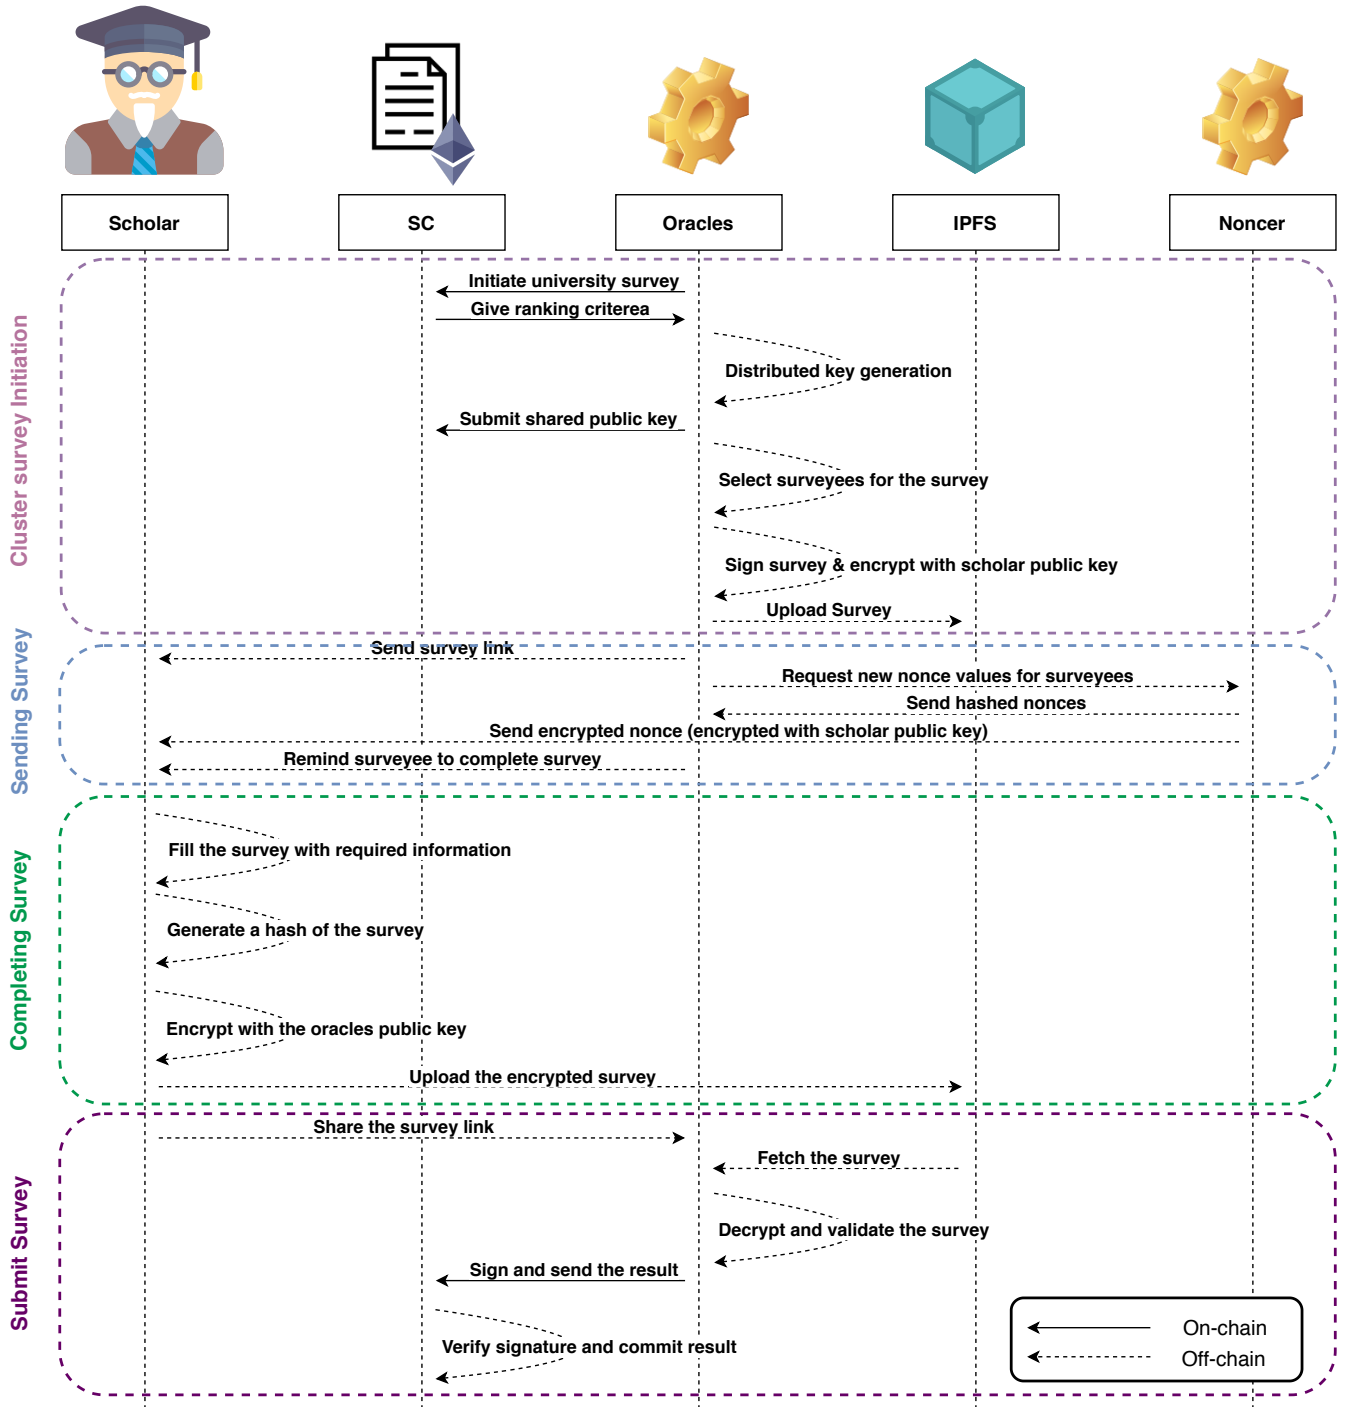 Scholar
SC
Oracles
IPFS
Noncer
Cluster survey Initiation
Initiate university survey
Give ranking criterea
Distributed key generation
Submit shared public key
Select surveyees for the survey
Sign survey & encrypt with scholar public key
Upload Survey
Sending Survey
Send survey link
Request new nonce values for surveyees
Send hashed nonces
Send encrypted nonce (encrypted with scholar public key)
Remind surveyee to complete survey
Completing Survey
Fill the survey with required information
Generate a hash of the survey
Encrypt with the oracles public key
Upload the encrypted survey
Submit Survey
Share the survey link
Fetch the survey
Decrypt and validate the survey
Sign and send the result
Verify signature and commit result
On-chain
Off-chain